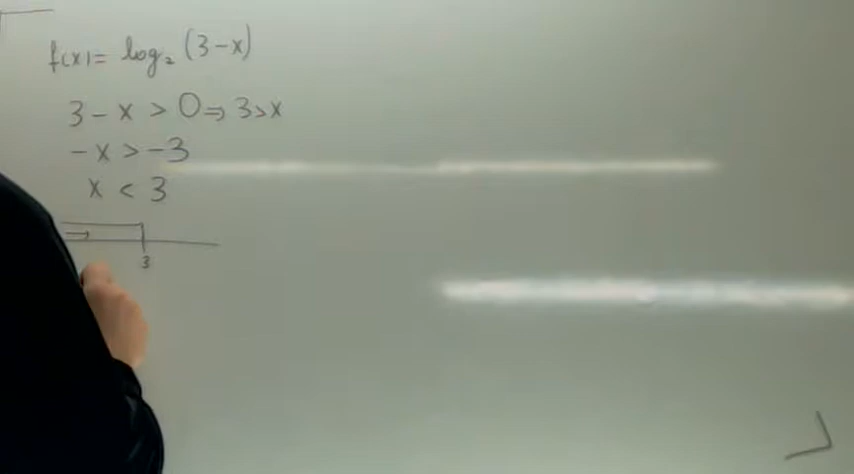 f(x) = log₂ (3-x)
3 - x > 0 ⇒ 3 > x
- x > -3
x < 3
3